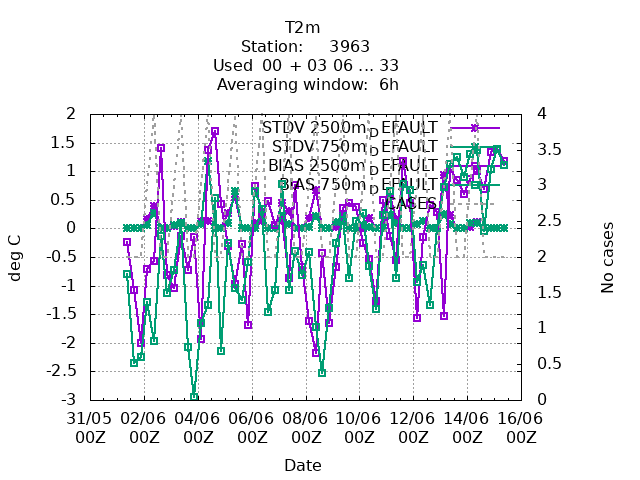 T2m
Station: 3963
Used 00 + 03 06 ... 33
Averaging window: 6h
2 4
1.5 3.5
1 3
0.5 2.5
0
-0.5 2
-1 1.5
-1.5 1
-2
-2.5 0.5
-3 0
STDV 2500m_DEFAULT
STDV 750m_DEFAULT
BIAS 2500m_DEFAULT
BIAS 750m_DEFAULT
CASES
deg C
No cases
31/05 02/06 04/06 06/06 08/06 10/06 12/06 14/06 16/06
00Z 00Z 00Z 00Z 00Z 00Z 00Z 00Z 00Z
Date